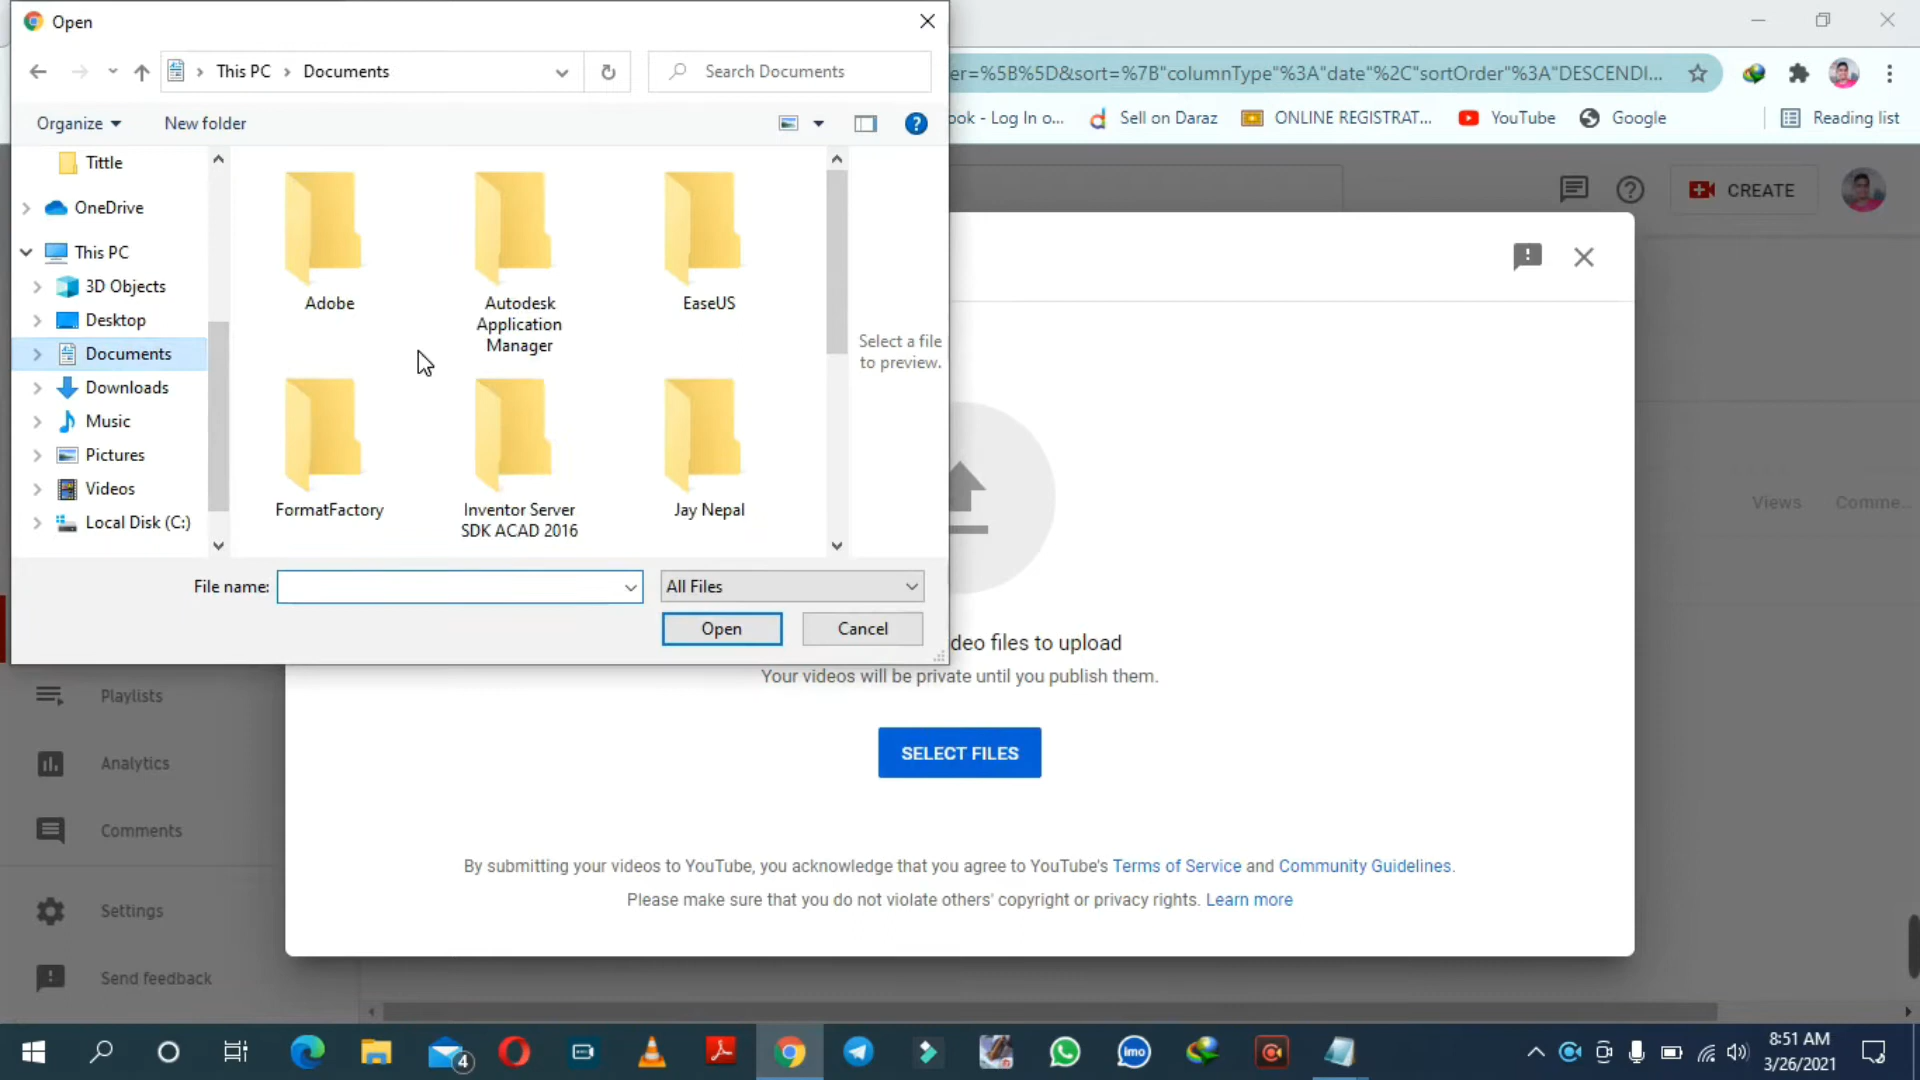 Open
This PC
Documents
Search Documents
er=%5B%5D&sort=%7B"columnType"%3A"date"%2C"sortOrder"%3A"DESCENDI...
Organize
New folder
ook - Log In o...
Sell on Daraz
ONLINE REGISTRAT...
YouTube
Google
Reading list
Tittle
OneDrive
This PC
3D Objects
Desktop
Documents
Downloads
Music
Pictures
Videos
Local Disk (C:)
Adobe
Autodesk
Application
Manager
EaseUS
FormatFactory
Inventor Server
SDK ACAD 2016
Jay Nepal
Select a file
to preview.
File name:
All Files
Open
Cancel
CREATE
Views
Comme...
deo files to upload
Your videos will be private until you publish them.
SELECT FILES
By submitting your videos to YouTube, you acknowledge that you agree to YouTube's Terms of Service and Community Guidelines.
Please make sure that you do not violate others' copyright or privacy rights. Learn more
Playlists
Analytics
Comments
Settings
Send feedback
4
imo
8:51 AM
3/26/2021